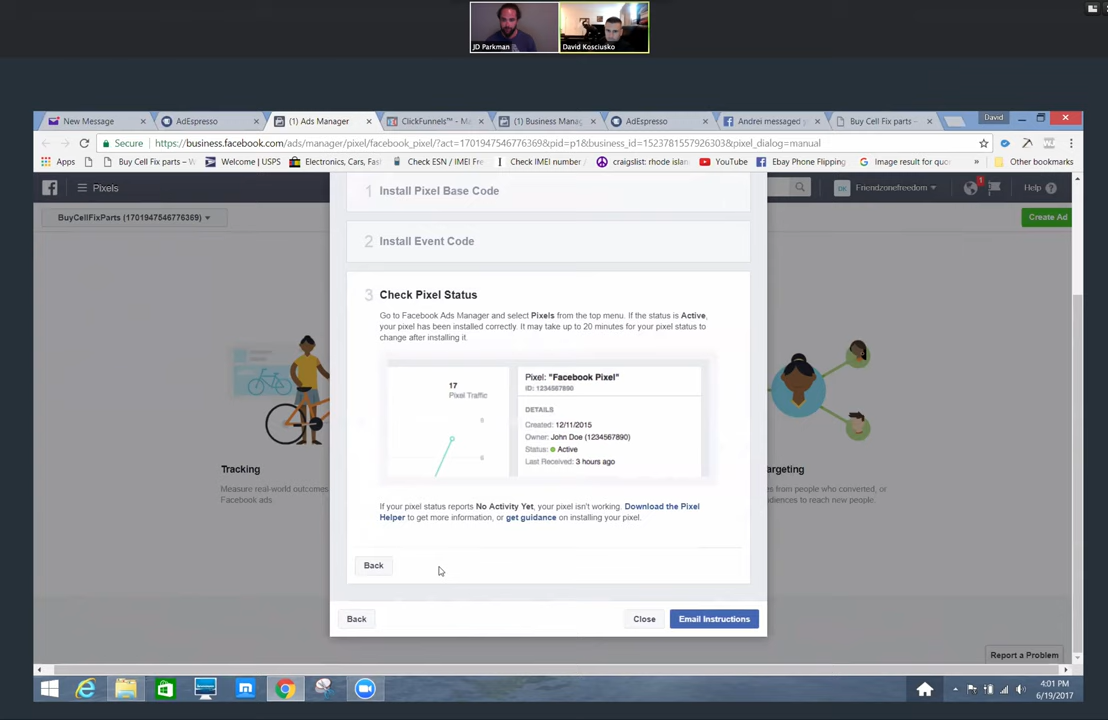 JD Parkman
David Kosciusko
New Message
AdEspresso
(1) Ads Manager
ClickFunnels™ - Ma
(1) Business Mana
AdEspresso
Andrei messaged y
Buy Cell Fix parts -
David
Secure
https://business.facebook.com/ads/manager/pixel/facebook_pixel/?act=1701947546776369&pid=p1&business_id=1523781557926303&pixel_dialog=manual
Apps
Buy Cell Fix parts – v
Welcome | USPS
Electronics, Cars, Fas
Check ESN / IMEI Fre
Check IMEI number
craigslist: rhode islan
YouTube
Ebay Phone Flipping
Image result for quo
»
Other bookmarks
Pixels
Friendzonefreedom
1
Help
BuyCellFixParts (1701947546776369)
Create Ad
1 Install Pixel Base Code
2 Install Event Code
3 Check Pixel Status
Go to Facebook Ads Manager and select Pixels from the top menu. If the status is Active,
your pixel has been installed correctly. It may take up to 20 minutes for your pixel status to
change after installing it.
17
Pixel Traffic
Pixel: "Facebook Pixel"
ID: 1234567890
DETAILS
Created: 12/11/2015
Owner: John Doe (1234567890)
Status: Active
Last Received: 3 hours ago
Tracking
Measure real-world outcomes
Facebook ads.
targeting
es from people who converted, or
udiences to reach new people.
If your pixel status reports No Activity Yet, your pixel isn't working. Download the Pixel
Helper to get more information, or get guidance on installing your pixel.
Back
Back
Close
Email Instructions
Report a Problem
4:01 PM
6/19/2017